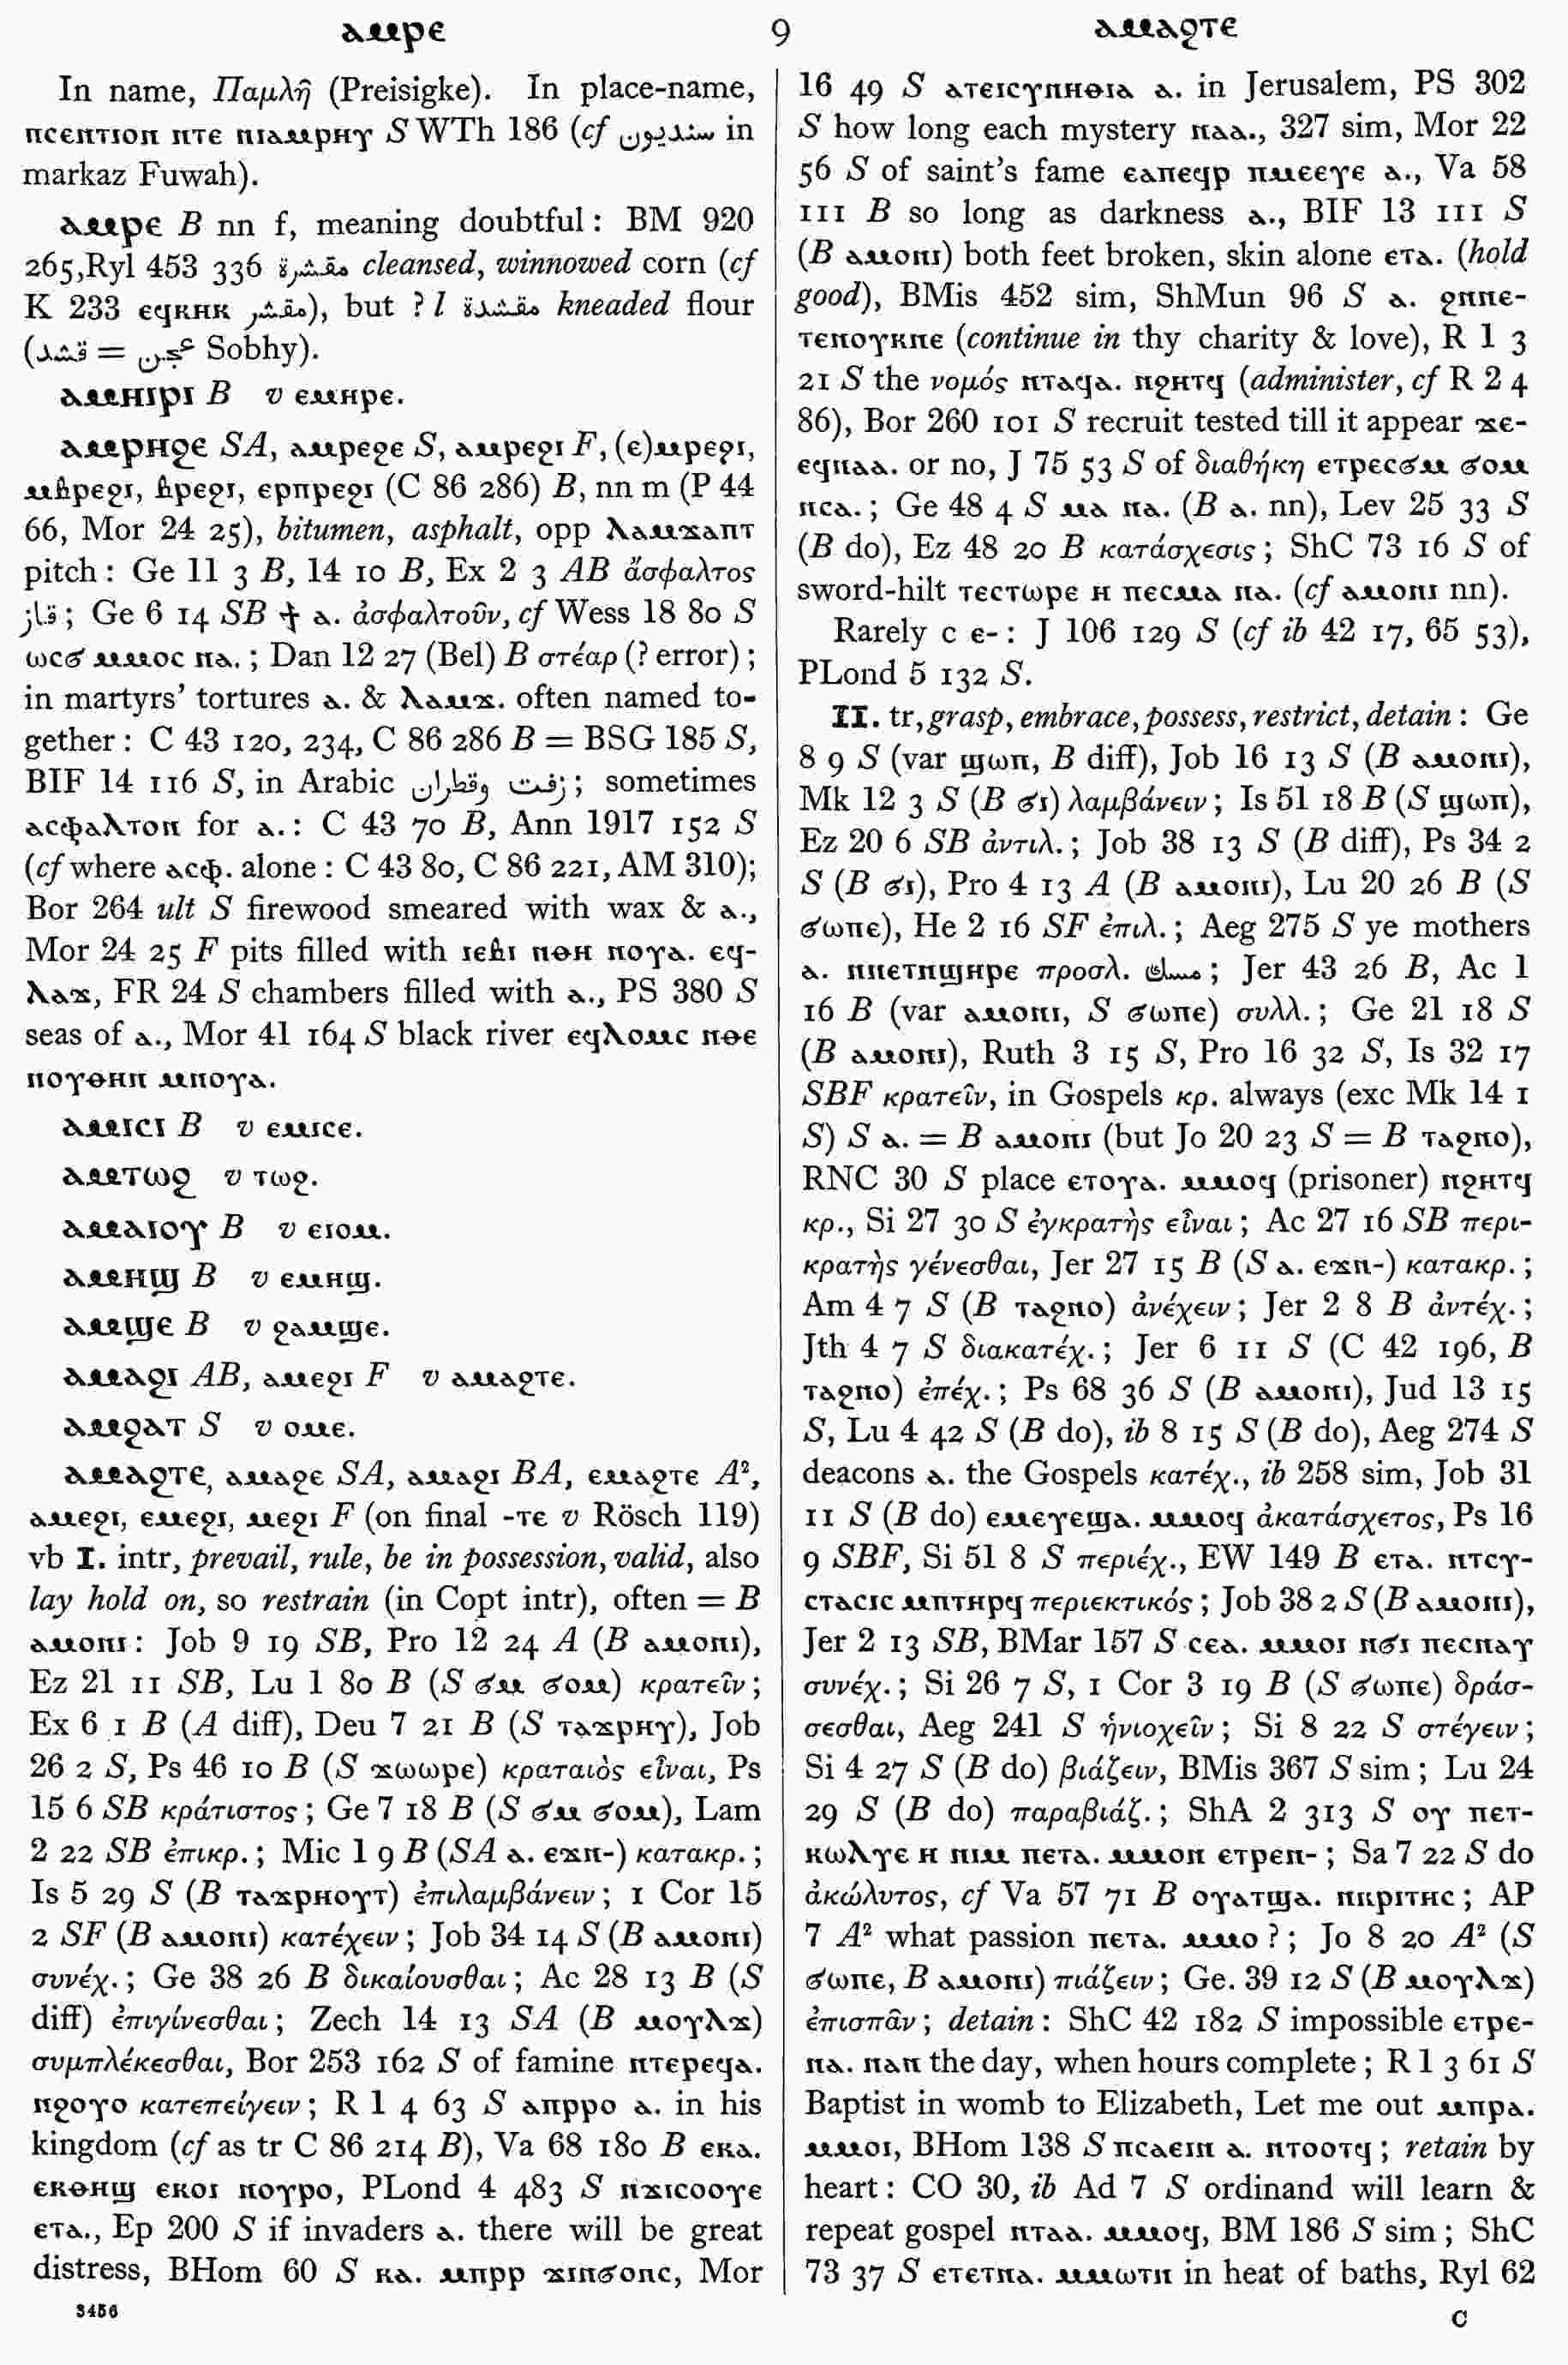 ⲁⲙⲣⲉ 9 ⲁⲙⲁϩⲧⲉ
In name, Παμλῆ (Preisigke). In place-name,
ⲡⲥⲉⲛⲧⲓⲟⲛ ⲛⲧⲉ ⲛⲓⲁⲙⲣⲏⲩ S WTh 186 (cf سنديون in
markaz Fuwah).
ⲁⲙⲣⲉ B nn f, meaning doubtful: BM 920
265, Ryl 453 336 مقشرة cleansed, winnowed corn (cf
K 233 ⲉϥⲕⲏⲕ مقشر), but ? l مقشدة kneaded flour
(قشد = عجن Sobhy).
ⲁⲙⲏⲓⲣⲓ B v ⲉⲙⲏⲣⲉ.
ⲁⲙⲣⲏϩⲉ SA, ⲁⲙⲣⲉϩⲉ S, ⲁⲙⲣⲉϩⲓ F, (ⲉ)ⲙⲣⲉϩⲓ,
ⲙⲃⲣⲉϩⲓ, ⲃⲣⲉϩⲓ, ⲉⲣⲡⲣⲉϩⲓ (C 86 286) B, nn m (P 44
66, Mor 24 25), bitumen, asphalt, opp ⲗⲁⲙϫⲁⲡⲧ
pitch: Ge 11 3 B, 14 10 B, Ex 2 3 AB ἄσφαλτος
قار; Ge 6 14 SB ϯ ⲁ. ἀσφαλτοῦν, cf Wess 18 80 S
ⲱⲥϭ ⲙⲙⲟⲥ ⲛⲁ.; Dan 12 27 (Bel) B στέαρ (? error);
in martyrs' tortures ⲁ. & ⲗⲁⲙϫ. often named to-
gether: C 43 120, 234, C 86 286 B = BSG 185 S,
BIF 14 116 S, in Arabic زفت وقطران; sometimes
ⲁⲥⲫⲁⲗⲧⲟⲛ for ⲁ.: C 43 70 B, Ann 1917 152 S
(cf where ⲁⲥⲫ. alone: C 43 80, C 86 221, AM 310);
Bor 264 ult S firewood smeared with wax & ⲁ.,
Mor 24 25 F pits filled with ⲓⲉⲃⲓ ⲛⲑⲏ ⲛⲟⲩⲁ. ⲉϥ-
ⲗⲁϫ, FR 24 S chambers filled with ⲁ., PS 380 S
seas of ⲁ., Mor 41 164 S black river ⲉϥⲗⲟⲙⲥ ⲛⲑⲉ
ⲛⲟⲩⲑⲏⲛ ⲙⲡⲟⲩⲁ.
ⲁⲙⲓⲥⲓ B v ⲉⲙⲓⲥⲉ.
ⲁⲙⲧⲱϩ v ⲧⲱϩ.
ⲁⲙⲁⲓⲟⲩ B v ⲉⲓⲟⲙ.
ⲁⲙⲏϣ B v ⲉⲙⲏϣ.
ⲁⲙϣⲉ B v ϩⲁⲙϣⲉ.
ⲁⲙⲁϩⲓ AB, ⲁⲙⲉϩⲓ F v ⲁⲙⲁϩⲧⲉ.
ⲁⲙϩⲁⲧ S v ⲟⲙⲉ.
ⲁⲙⲁϩⲧⲉ, ⲁⲙⲁϩⲉ SA, ⲁⲙⲁϩⲓ BA, ⲉⲙⲁϩⲧⲉ A²,
ⲁⲙⲉϩⲓ, ⲉⲙⲉϩⲓ, ⲙⲉϩⲓ F (on final -ⲧⲉ v Rösch 119)
vb I. intr, prevail, rule, be in possession, valid, also
lay hold on, so restrain (in Copt intr), often = B
ⲁⲙⲟⲛⲓ: Job 9 19 SB, Pro 12 24 A (B ⲁⲙⲟⲛⲓ),
Ez 21 11 SB, Lu 1 80 B (S ϭⲙ ϭⲟⲙ) κρατεῖν;
Ex 6 1 B (A diff), Deu 7 21 B (S ⲧⲁϫⲣⲏⲩ), Job
26 2 S, Ps 46 10 B (S ϫⲱⲱⲣⲉ) κραταιὸς εἶναι, Ps
15 6 SB κράτιστος; Ge 7 18 B (S ϭⲙ ϭⲟⲙ), Lam
2 22 SB ἐπικρ.; Mic 1 9 B (SA ⲁ. ⲉϫⲛ-) κατακρ.;
Is 5 29 S (B ⲧⲁϫⲣⲏⲟⲩⲧ) ἐπιλαμβάνειν; 1 Cor 15
2 SF (B ⲁⲙⲟⲛⲓ) κατέχειν; Job 34 14 S (B ⲁⲙⲟⲛⲓ)
συνέχ.; Ge 38 26 B δικαίουσθαι; Ac 28 13 B (S
diff) ἐπιγίνεσθαι; Zech 14 13 SA (B ⲙⲟⲩⲗϫ)
συμπλέκεσθαι, Bor 253 162 S of famine ⲛⲧⲉⲣⲉϥⲁ.
ⲛϩⲟⲩⲟ κατεπείγειν; R 1 4 63 S ⲁⲡⲣⲣⲟ ⲁ. in his
kingdom (cf as tr C 86 214 B), Va 68 180 B ⲉⲕⲁ.
ⲉⲕⲑⲏϣ ⲉⲕⲟⲓ ⲛⲟⲩⲣⲟ, PLond 4 483 S ⲛϫⲓⲥⲟⲟⲩⲉ
ⲉⲧⲁ., Ep 200 S if invaders ⲁ. there will be great
distress, BHom 60 S ⲕⲁ. ⲙⲡⲣⲣ ϫⲓⲛϭⲟⲛⲥ, Mor
3456
16 49 S ⲁⲧⲉⲓⲥⲩⲛⲏⲑⲓⲁ ⲁ. in Jerusalem, PS 302
S how long each mystery ⲛⲁⲁ., 327 sim, Mor 22
56 S of saint's fame ⲉⲁⲡⲉϥⲣ ⲡⲙⲉⲉⲩⲉ ⲁ., Va 58
111 B so long as darkness ⲁ., BIF 13 111 S
(B ⲁⲙⲟⲛⲓ) both feet broken, skin alone ⲉⲧⲁ. (hold
good), BMis 452 sim, ShMun 96 S ⲁ. ϩⲛⲛⲉ-
ⲧⲉⲛⲟⲩⲕⲛⲉ (continue in thy charity & love), R 1 3
21 S the νομός ⲛⲧⲁϥⲁ. ⲛϩⲏⲧϥ (administer, cf R 2 4
86), Bor 260 101 S recruit tested till it appear ϫⲉ-
ⲉϥⲛⲁⲁ. or no, J 75 53 S of διαθήκη ⲉⲧⲣⲉⲥϭⲙ ϭⲟⲙ
ⲛⲥⲁ.; Ge 48 4 S ⲙⲁ ⲛⲁ. (B ⲁ. nn), Lev 25 33 S
(B do), Ez 48 20 B κατάσχεσις; ShC 73 16 S of
sword-hilt ⲧⲉⲥⲧⲱⲣⲉ ⲏ ⲡⲉⲥⲙⲁ ⲛⲁ. (cf ⲁⲙⲟⲛⲓ nn).
Rarely c ⲉ-: J 106 129 S (cf ib 42 17, 65 53),
PLond 5 132 S.
II. tr, grasp, embrace, possess, restrict, detain: Ge
8 9 S (var ϣⲱⲡ, B diff), Job 16 13 S (B ⲁⲙⲟⲛⲓ),
Mk 12 3 S (B ϭⲓ) λαμβάνειν; Is 51 18 B (S ϣⲱⲡ),
Ez 20 6 SB ἀντιλ.; Job 38 13 S (B diff), Ps 34 2
S (B ϭⲓ), Pro 4 13 A (B ⲁⲙⲟⲛⲓ), Lu 20 26 B (S
ϭⲱⲡⲉ), He 2 16 SF ἐπιλ.; Aeg 275 S ye mothers
ⲁ. ⲛⲛⲉⲧⲛϣⲏⲣⲉ προσλ. مساك; Jer 43 26 B, Ac 1
16 B (var ⲁⲙⲟⲛⲓ, S ϭⲱⲡⲉ) συλλ.; Ge 21 18 S
(B ⲁⲙⲟⲛⲓ), Ruth 3 15 S, Pro 16 32 S, Is 32 17
SBF κρατεῖν, in Gospels κρ. always (exc Mk 14 1
S) S ⲁ. = B ⲁⲙⲟⲛⲓ (but Jo 20 23 S = B ⲧⲁϩⲛⲟ),
RNC 30 S place ⲉⲧⲟⲩⲁ. ⲙⲙⲟϥ (prisoner) ⲛϩⲏⲧϥ
κρ., Si 27 30 S ἐγκρατὴς εἶναι; Ac 27 16 SB περι-
κρατὴς γένεσθαι, Jer 27 15 B (S ⲁ. ⲉϫⲛ-) κατακρ.;
Am 4 7 S (B ⲧⲁϩⲛⲟ) ἀνέχειν; Jer 2 8 B ἀντέχ.;
Jth 4 7 S διακατέχ.; Jer 6 11 S (C 42 196, B
ⲧⲁϩⲛⲟ) ἐπέχ.; Ps 68 36 S (B ⲁⲙⲟⲛⲓ), Jud 13 15
S, Lu 4 42 S (B do), ib 8 15 S (B do), Aeg 274 S
deacons ⲁ. the Gospels κατέχ., ib 258 sim, Job 31
11 S (B do) ⲉⲙⲉⲩⲉϣⲁ. ⲙⲙⲟϥ ἀκατάσχετος, Ps 16
9 SBF, Si 51 8 S περιέχ., EW 149 B ⲉⲧⲁ. ⲛⲧⲥⲩ-
ⲥⲧⲁⲥⲓⲥ ⲙⲡⲧⲏⲣϥ περιεκτικός; Job 38 2 S (B ⲁⲙⲟⲛⲓ),
Jer 2 13 SB, BMar 157 S ⲥⲉⲁ. ⲙⲙⲟⲓ ⲛϭⲓ ⲡⲉⲥⲛⲁⲩ
συνέχ.; Si 26 7 S, 1 Cor 3 19 B (S ϭⲱⲡⲉ) δράσ-
σεσθαι, Aeg 241 S ἡνιοχεῖν; Si 8 22 S στέγειν;
Si 4 27 S (B do) βιάζειν, BMis 367 S sim; Lu 24
29 S (B do) παραβιάζ.; ShA 2 313 S ⲟⲩ ⲡⲉⲧ-
ⲕⲱⲗⲩⲉ ⲏ ⲛⲓⲙ ⲡⲉⲧⲁ. ⲙⲙⲟⲛ ⲉⲧⲣⲉⲛ-; Sa 7 22 S do
ἀκώλυτος, cf Va 57 71 B ⲟⲩⲁⲧϣⲁ. ⲛⲕⲣⲓⲧⲏⲥ; AP
7 A² what passion ⲡⲉⲧⲁ. ⲙⲙⲟ?; Jo 8 20 A² (S
ϭⲱⲡⲉ, B ⲁⲙⲟⲛⲓ) πιάζειν; Ge. 39 12 S (B ⲙⲟⲩⲗϫ)
ἐπισπᾶν; detain: ShC 42 182 S impossible ⲉⲧⲣⲉ-
ⲛⲁ. ⲛⲁⲛ the day, when hours complete; R 1 3 61 S
Baptist in womb to Elizabeth, Let me out ⲙⲡⲣⲁ.
ⲙⲙⲟⲓ, BHom 138 S ⲡⲥⲁⲉⲓⲛ ⲁ. ⲛⲧⲟⲟⲧϥ; retain by
heart: CO 30, ib Ad 7 S ordinand will learn &
repeat gospel ⲛⲧⲁⲁ. ⲙⲙⲟϥ, BM 186 S sim; ShC
73 37 S ⲉⲧⲉⲧⲛⲁ. ⲙⲙⲱⲧⲛ in heat of baths, Ryl 62
C